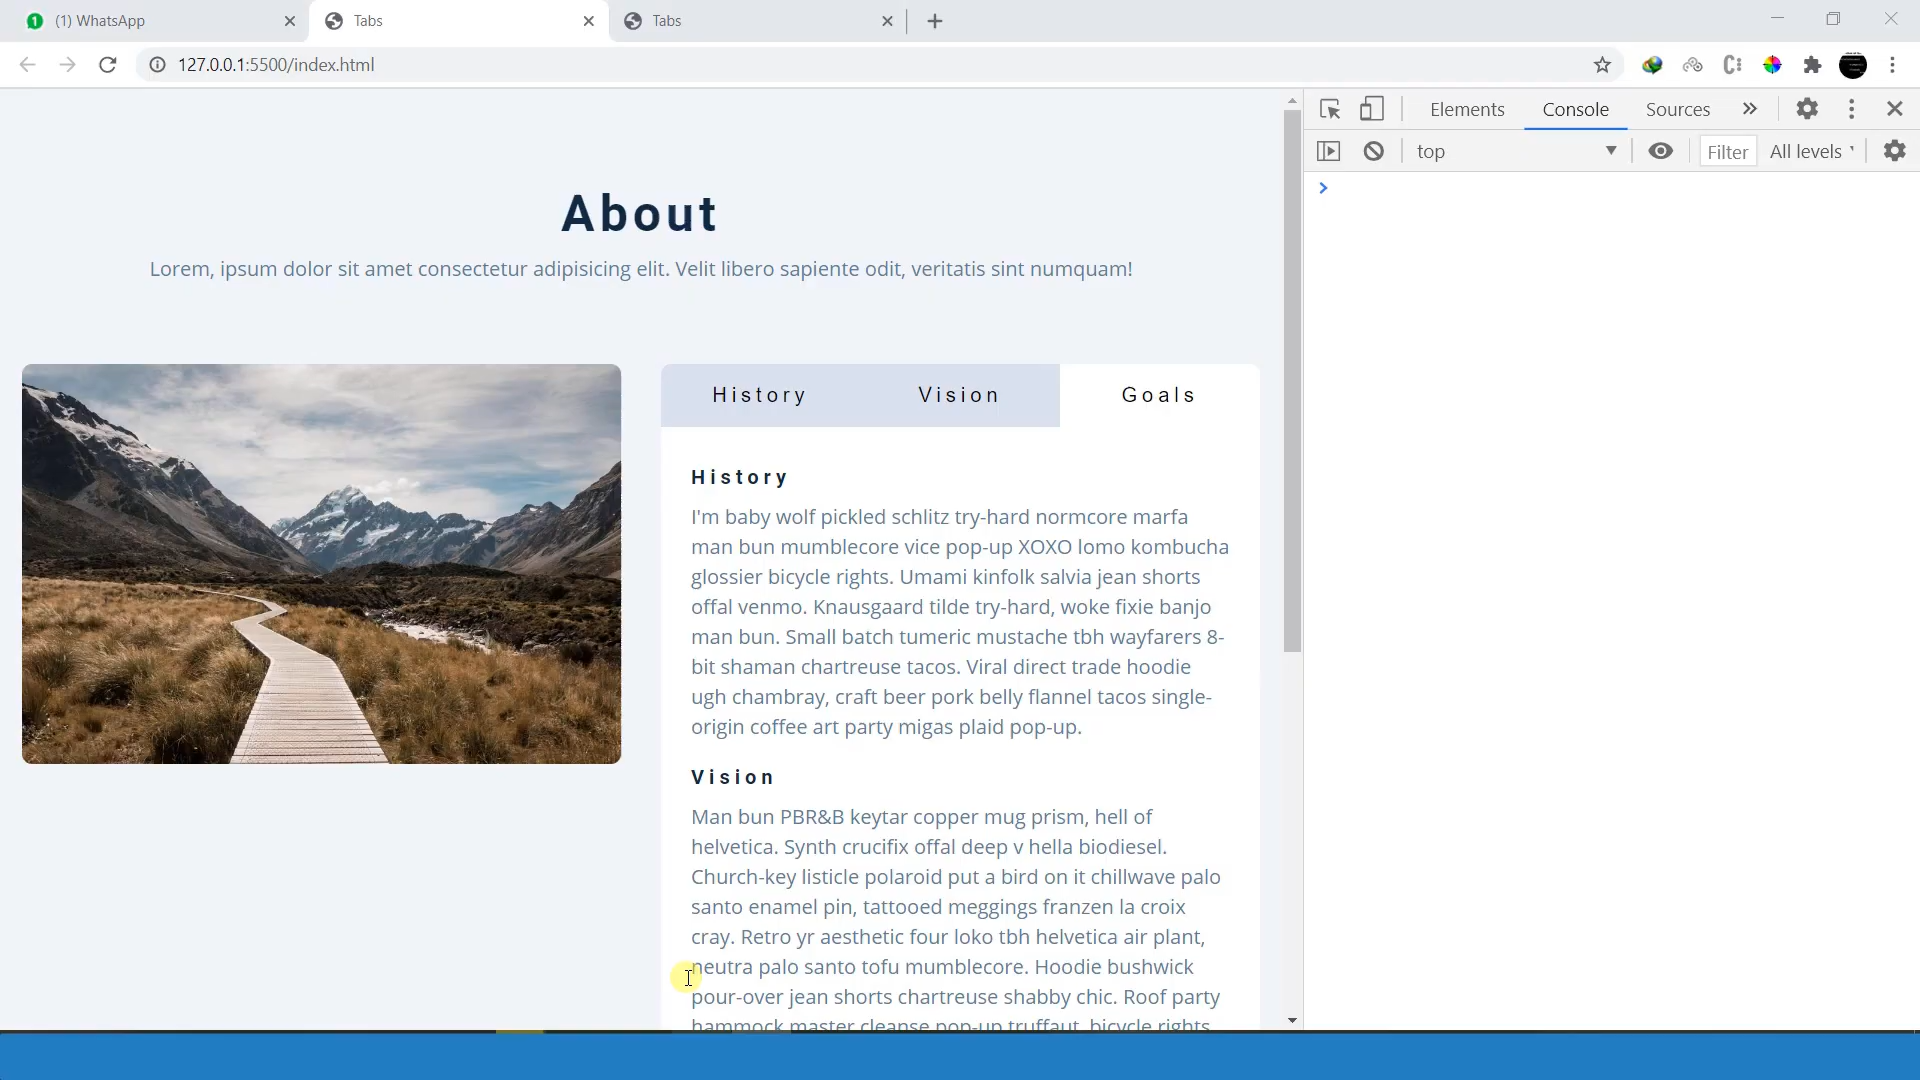 (1) WhatsApp
Tabs
Tabs
127.0.0.1:5500/index.html
Elements
Console
Sources
top
Filter
All levels
About
Lorem, ipsum dolor sit amet consectetur adipisicing elit. Velit libero sapiente odit, veritatis sint numquam!
History
Vision
Goals
History
I'm baby wolf pickled schlitz try-hard normcore marfa
man bun mumblecore vice pop-up XOXO lomo kombucha
glossier bicycle rights. Umami kinfolk salvia jean shorts
offal venmo. Knausgaard tilde try-hard, woke fixie banjo
man bun. Small batch tumeric mustache tbh wayfarers 8-
bit shaman chartreuse tacos. Viral direct trade hoodie
ugh chambray, craft beer pork belly flannel tacos single-
origin coffee art party migas plaid pop-up.
Vision
Man bun PBR&B keytar copper mug prism, hell of
helvetica. Synth crucifix offal deep v hella biodiesel.
Church-key listicle polaroid put a bird on it chillwave palo
santo enamel pin, tattooed meggings franzen la croix
cray. Retro yr aesthetic four loko tbh helvetica air plant,
neutra palo santo tofu mumblecore. Hoodie bushwick
pour-over jean shorts chartreuse shabby chic. Roof party
hammock master cleanse pop-up truffaut, bicycle rights